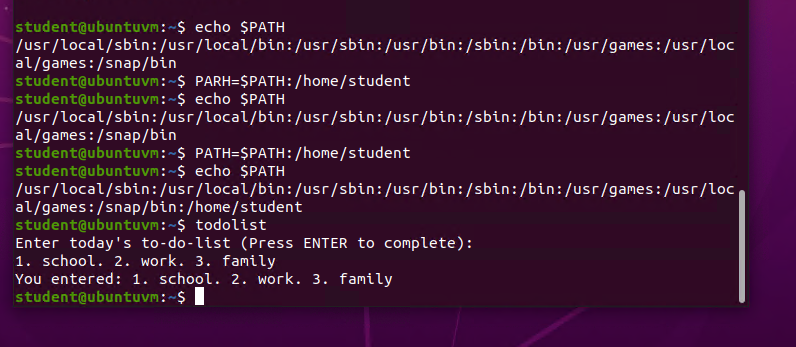 student@ubuntuvm:~$ echo $PATH
/usr/local/sbin:/usr/local/bin:/usr/sbin:/usr/bin:/sbin:/bin:/usr/games:/usr/loc
al/games:/snap/bin
student@ubuntuvm:~$ PARH=$PATH:/home/student
student@ubuntuvm:~$ echo $PATH
/usr/local/sbin:/usr/local/bin:/usr/sbin:/usr/bin:/sbin:/bin:/usr/games:/usr/loc
al/games:/snap/bin
student@ubuntuvm:~$ PATH=$PATH:/home/student
student@ubuntuvm:~$ echo $PATH
/usr/local/sbin:/usr/local/bin:/usr/sbin:/usr/bin:/sbin:/bin:/usr/games:/usr/loc
al/games:/snap/bin:/home/student
student@ubuntuvm:~$ todolist
Enter today's to-do-list (Press ENTER to complete):
1. school. 2. work. 3. family
You entered: 1. school. 2. work. 3. family
student@ubuntuvm:~$